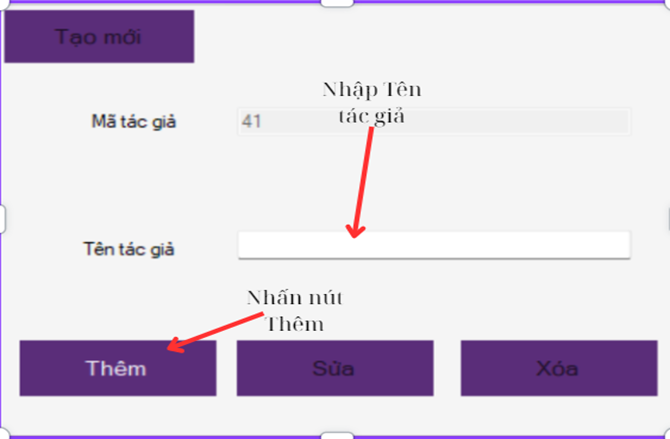 Tạo mới
Nhập Tên
tác giả
Mã tác giả
41
Tên tác giả
Nhấn nút
Thêm
Thêm
Sửa
Xóa